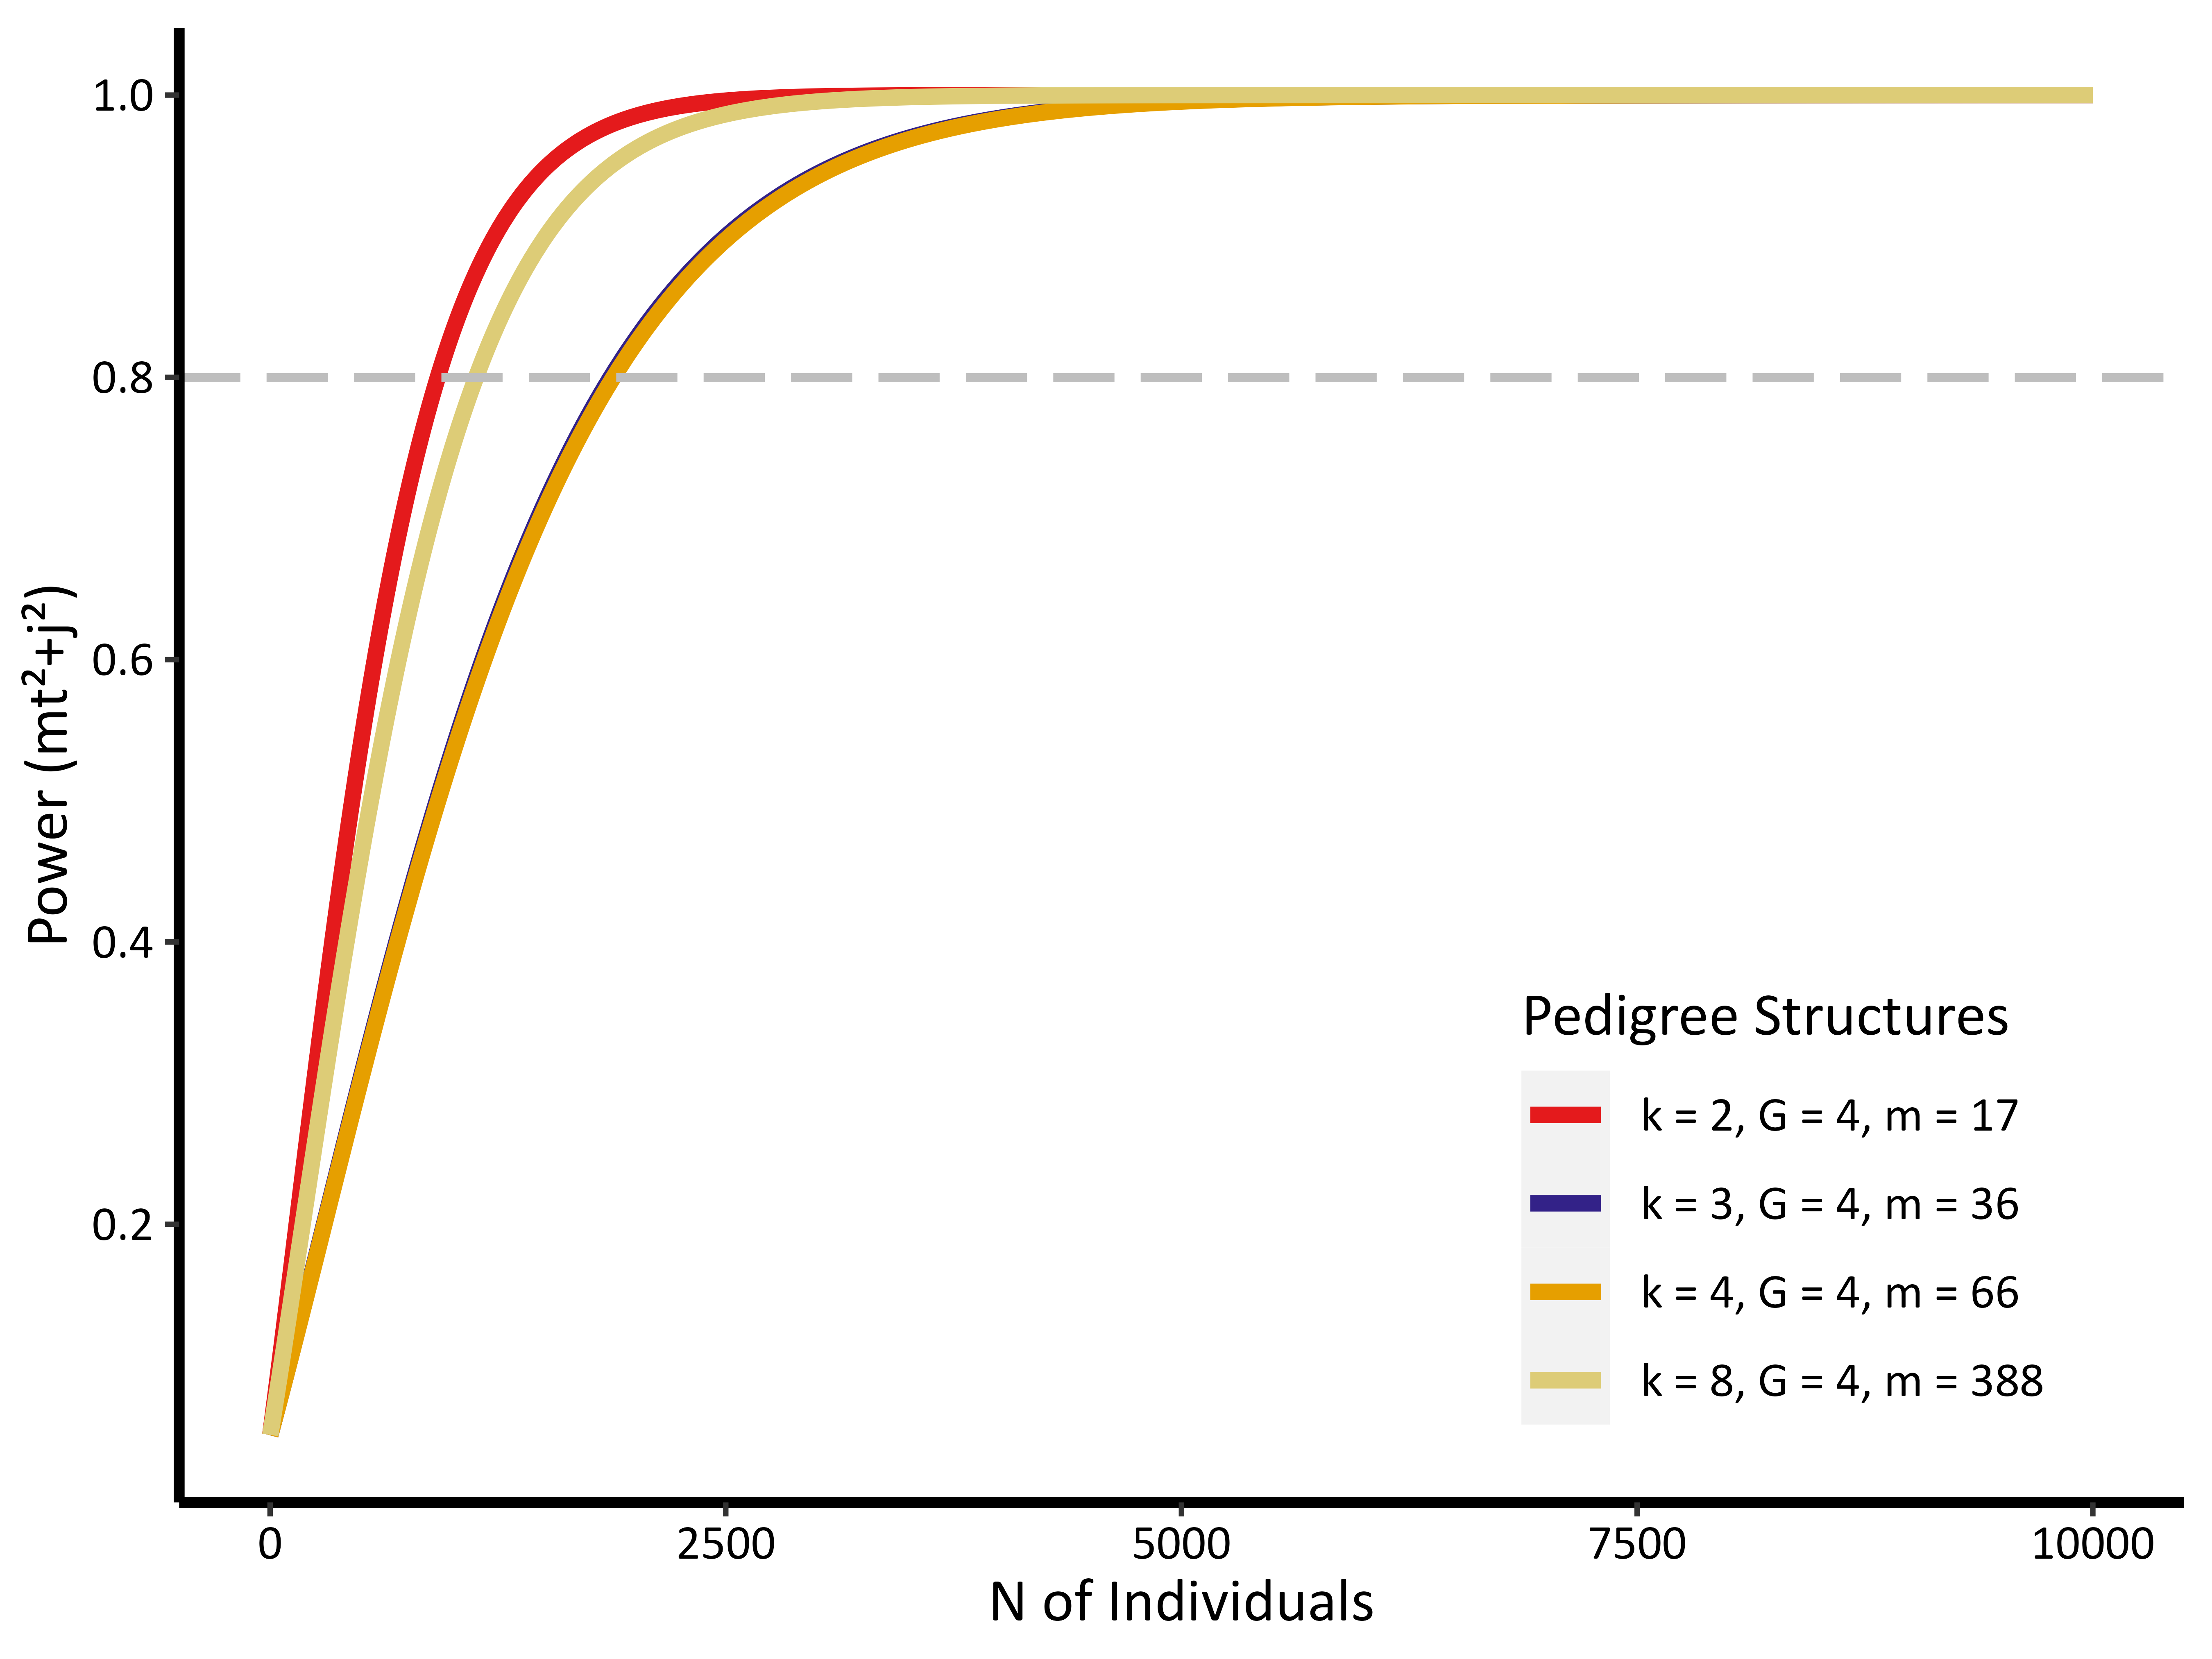 Power (mt²+j²)
1.0
0.8
0.6
0.4
0.2
Pedigree Structures
k = 2, G = 4, m = 17
k = 3, G = 4, m = 36
k = 4, G = 4, m = 66
k = 8, G = 4, m = 388
0 2500 5000 7500 10000
N of Individuals